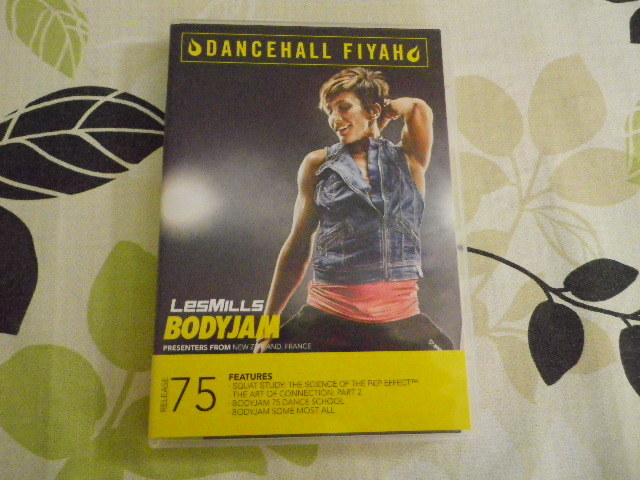 DANCEHALL FIYAH
LESMILLS
BODYJAM
PRESENTERS FROM NEW ZEALAND, FRANCE
RELEASE 75
FEATURES
- SQUAT STUDY: THE SCIENCE OF THE REP EFFECT™
- THE ART OF CONNECTION: PART 2
- BODYJAM 75 DANCE SCHOOL
- BODYJAM SOME MOST ALL